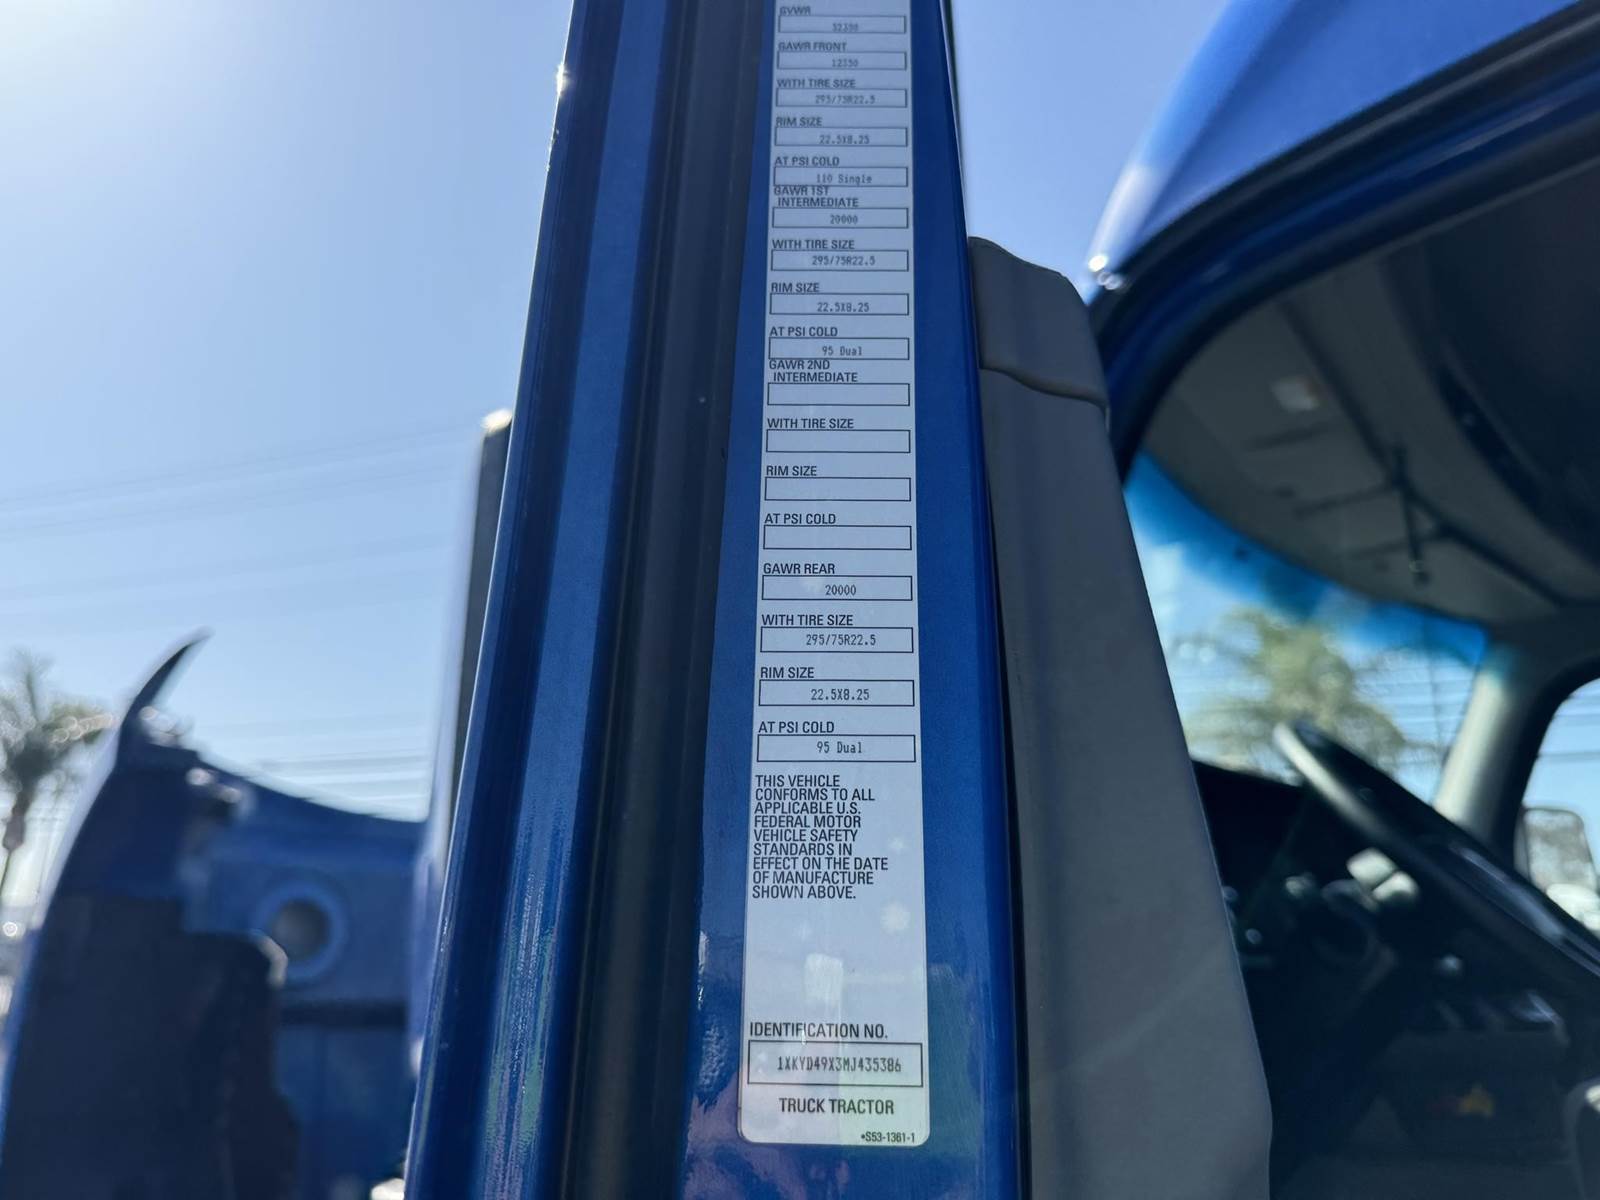 GVWR
52350
GAWR FRONT
12350
WITH TIRE SIZE
295/75R22.5
RIM SIZE
22.5X8.25
AT PSI COLD
110 Single
GAWR 1ST
INTERMEDIATE
20000
WITH TIRE SIZE
295/75R22.5
RIM SIZE
22.5X8.25
AT PSI COLD
95 Dual
GAWR 2ND
INTERMEDIATE
WITH TIRE SIZE
RIM SIZE
AT PSI COLD
GAWR REAR
20000
WITH TIRE SIZE
295/75R22.5
RIM SIZE
22.5X8.25
AT PSI COLD
95 Dual
THIS VEHICLE
CONFORMS TO ALL
APPLICABLE U.S.
FEDERAL MOTOR
VEHICLE SAFETY
STANDARDS IN
EFFECT ON THE DATE
OF MANUFACTURE
SHOWN ABOVE.
IDENTIFICATION NO.
1XKYD49X3MJ435386
TRUCK TRACTOR
*S53-1361-1